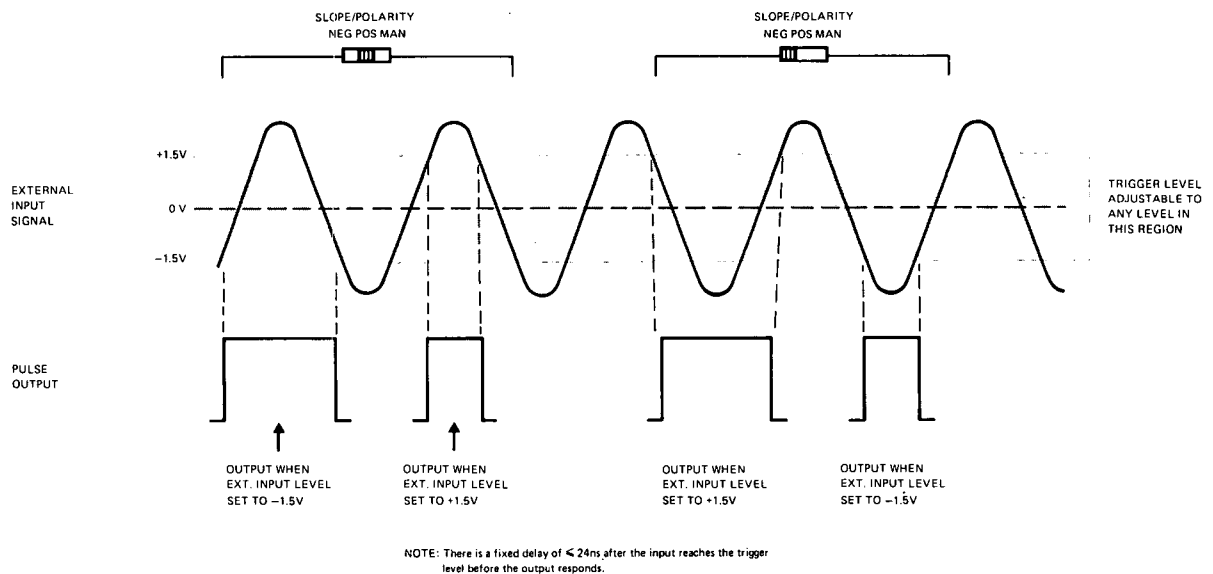 SLOPE/POLARITY
NEG POS MAN
SLOPE/POLARITY
NEG POS MAN
+1.5V
EXTERNAL
INPUT
SIGNAL
0 V
−1.5V
TRIGGER LEVEL
ADJUSTABLE TO
ANY LEVEL IN
THIS REGION
PULSE
OUTPUT
OUTPUT WHEN
EXT. INPUT LEVEL
SET TO −1.5V
OUTPUT WHEN
EXT. INPUT LEVEL
SET TO +1.5V
OUTPUT WHEN
EXT. INPUT LEVEL
SET TO +1.5V
OUTPUT WHEN
EXT. INPUT LEVEL
SET TO −1.5V
NOTE: There is a fixed delay of ⩽ 24ns after the input reaches the trigger
level before the output responds.